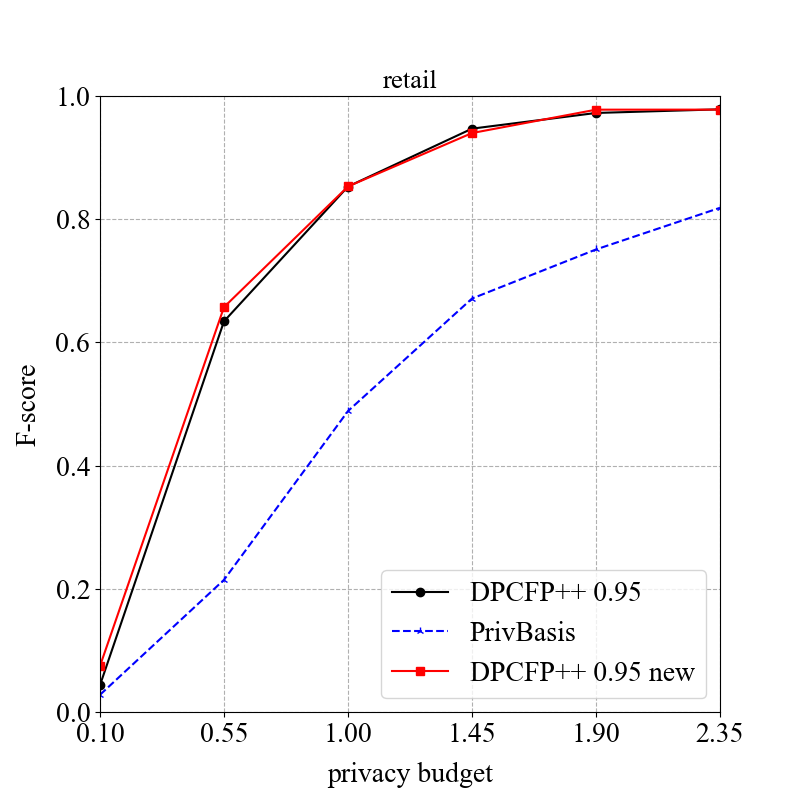 retail
1.0
0.8
0.6
0.4
0.2
0.0
F-score
DPCFP++ 0.95
PrivBasis
DPCFP++ 0.95 new
0.10 0.55 1.00 1.45 1.90 2.35
privacy budget